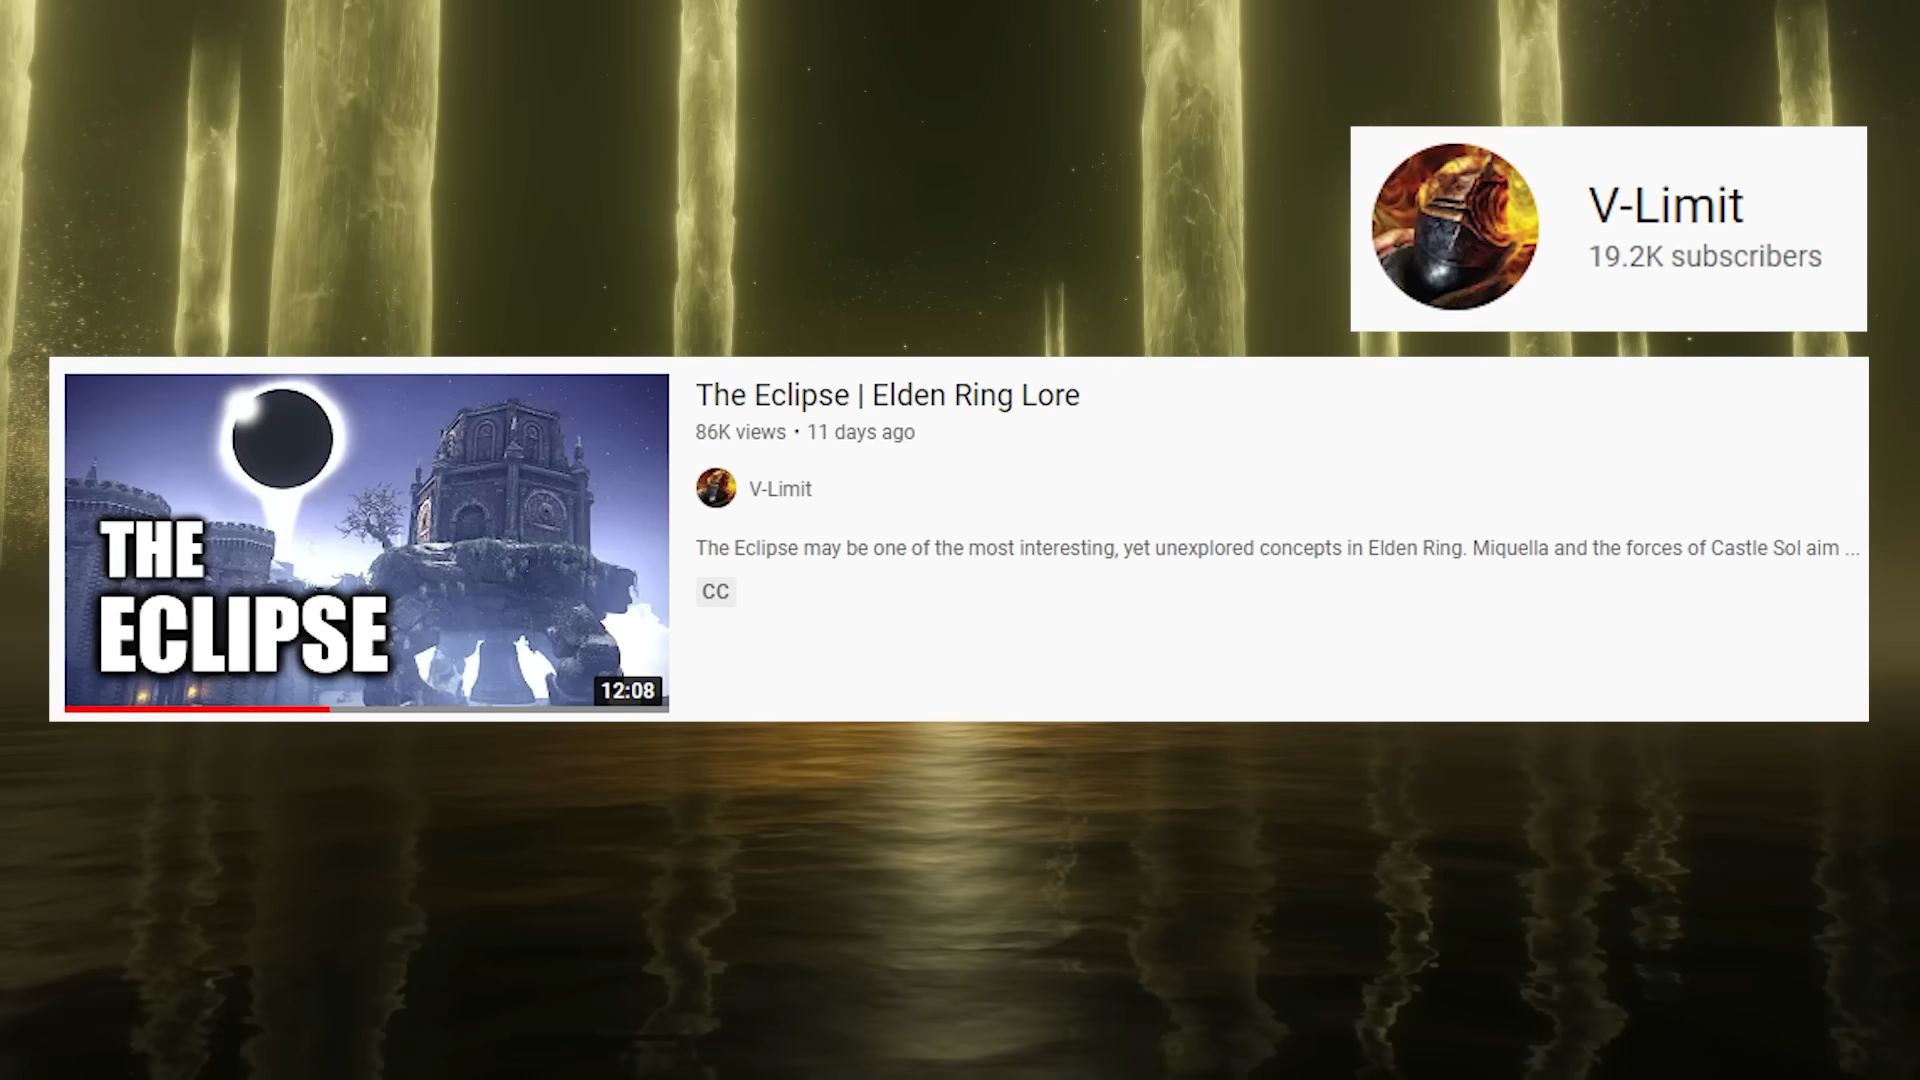 V-Limit
19.2K subscribers
THE
ECLIPSE
12:08
The Eclipse | Elden Ring Lore
86K views • 11 days ago
V-Limit
The Eclipse may be one of the most interesting, yet unexplored concepts in Elden Ring. Miquella and the forces of Castle Sol aim ...
CC